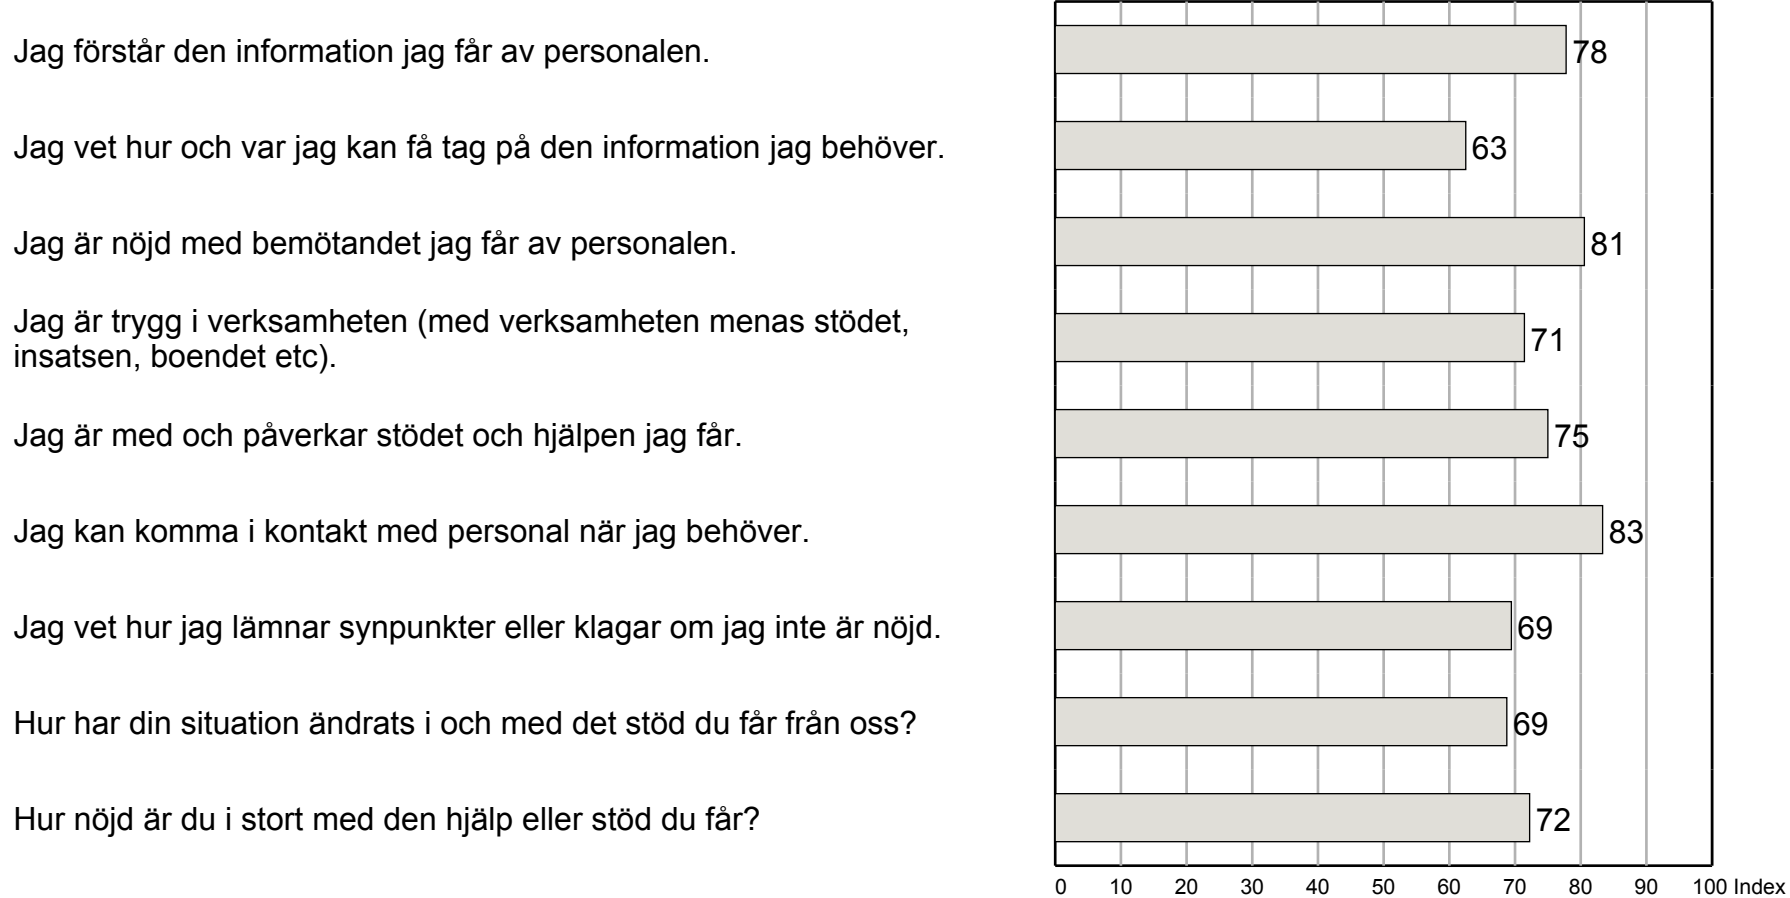 Jag förstår den information jag får av personalen.
78
Jag vet hur och var jag kan få tag på den information jag behöver.
63
Jag är nöjd med bemötandet jag får av personalen.
81
Jag är trygg i verksamheten (med verksamheten menas stödet,
insatsen, boendet etc).
71
Jag är med och påverkar stödet och hjälpen jag får.
75
Jag kan komma i kontakt med personal när jag behöver.
83
Jag vet hur jag lämnar synpunkter eller klagar om jag inte är nöjd.
69
Hur har din situation ändrats i och med det stöd du får från oss?
69
Hur nöjd är du i stort med den hjälp eller stöd du får?
72
0 10 20 30 40 50 60 70 80 90 100 Index